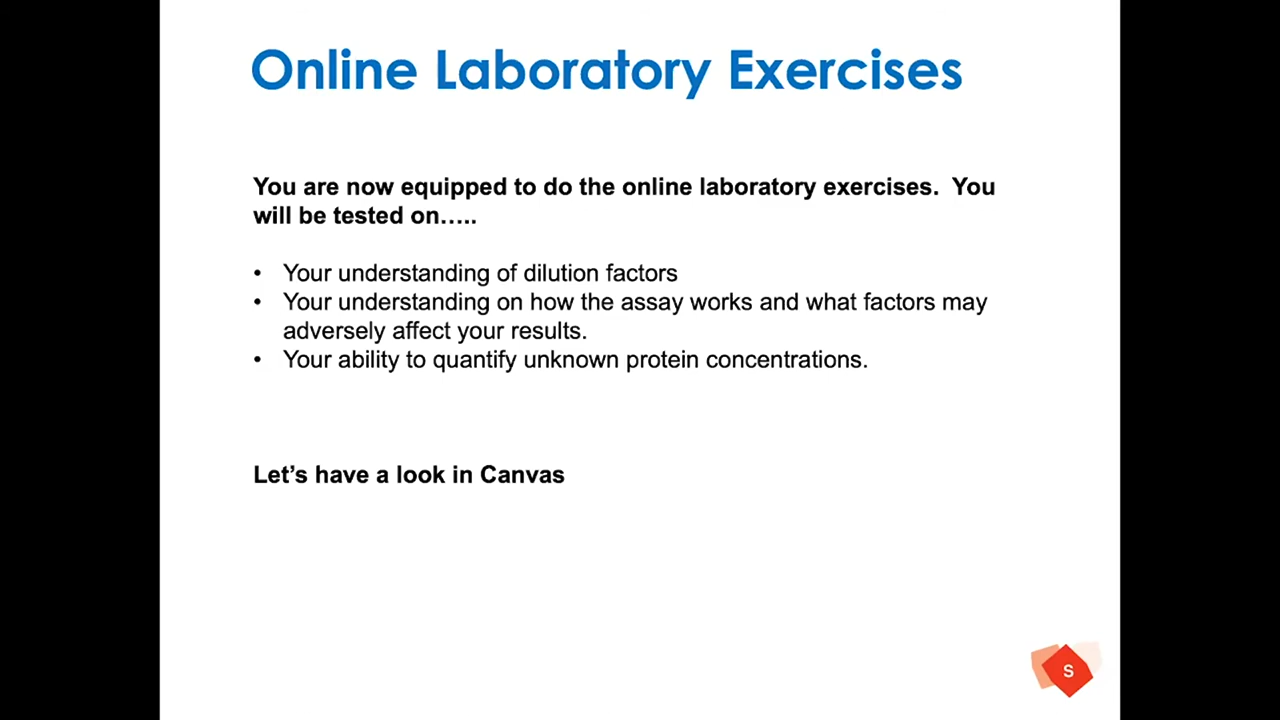 Online Laboratory Exercises
You are now equipped to do the online laboratory exercises.  You
will be tested on…..
• Your understanding of dilution factors
• Your understanding on how the assay works and what factors may
adversely affect your results.
• Your ability to quantify unknown protein concentrations.
Let’s have a look in Canvas
S